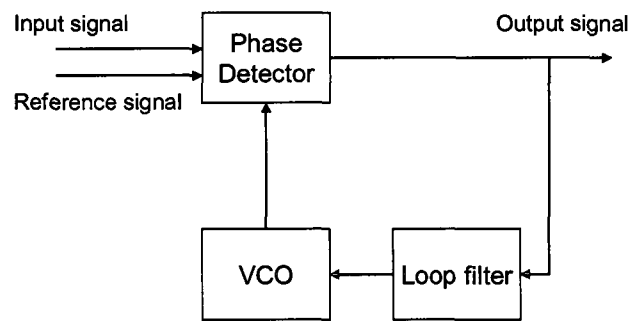 Input signal
Output signal
Phase
Detector
Reference signal
VCO
Loop filter